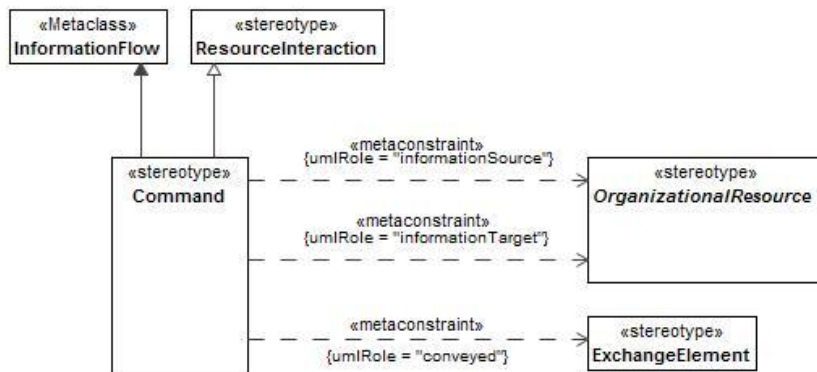 «Metaclass»
InformationFlow
«stereotype»
ResourceInteraction
«stereotype»
Command
«metaconstraint»
{umlRole = "informationSource"}
«metaconstraint»
{umlRole = "informationTarget"}
«metaconstraint»
{umlRole = "conveyed"}
«stereotype»
OrganizationalResource
«stereotype»
ExchangeElement